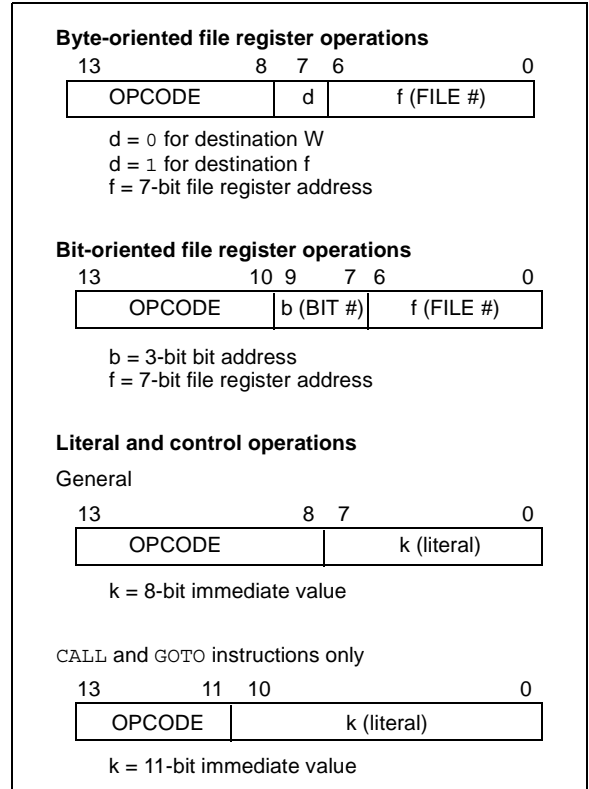 Byte-oriented file register operations
13 8 7 6 0
OPCODE d f (FILE #)
d = 0 for destination W
d = 1 for destination f
f = 7-bit file register address
Bit-oriented file register operations
13 10 9 7 6 0
OPCODE b (BIT #) f (FILE #)
b = 3-bit bit address
f = 7-bit file register address
Literal and control operations
General
13 8 7 0
OPCODE k (literal)
k = 8-bit immediate value
CALL and GOTO instructions only
13 11 10 0
OPCODE k (literal)
k = 11-bit immediate value